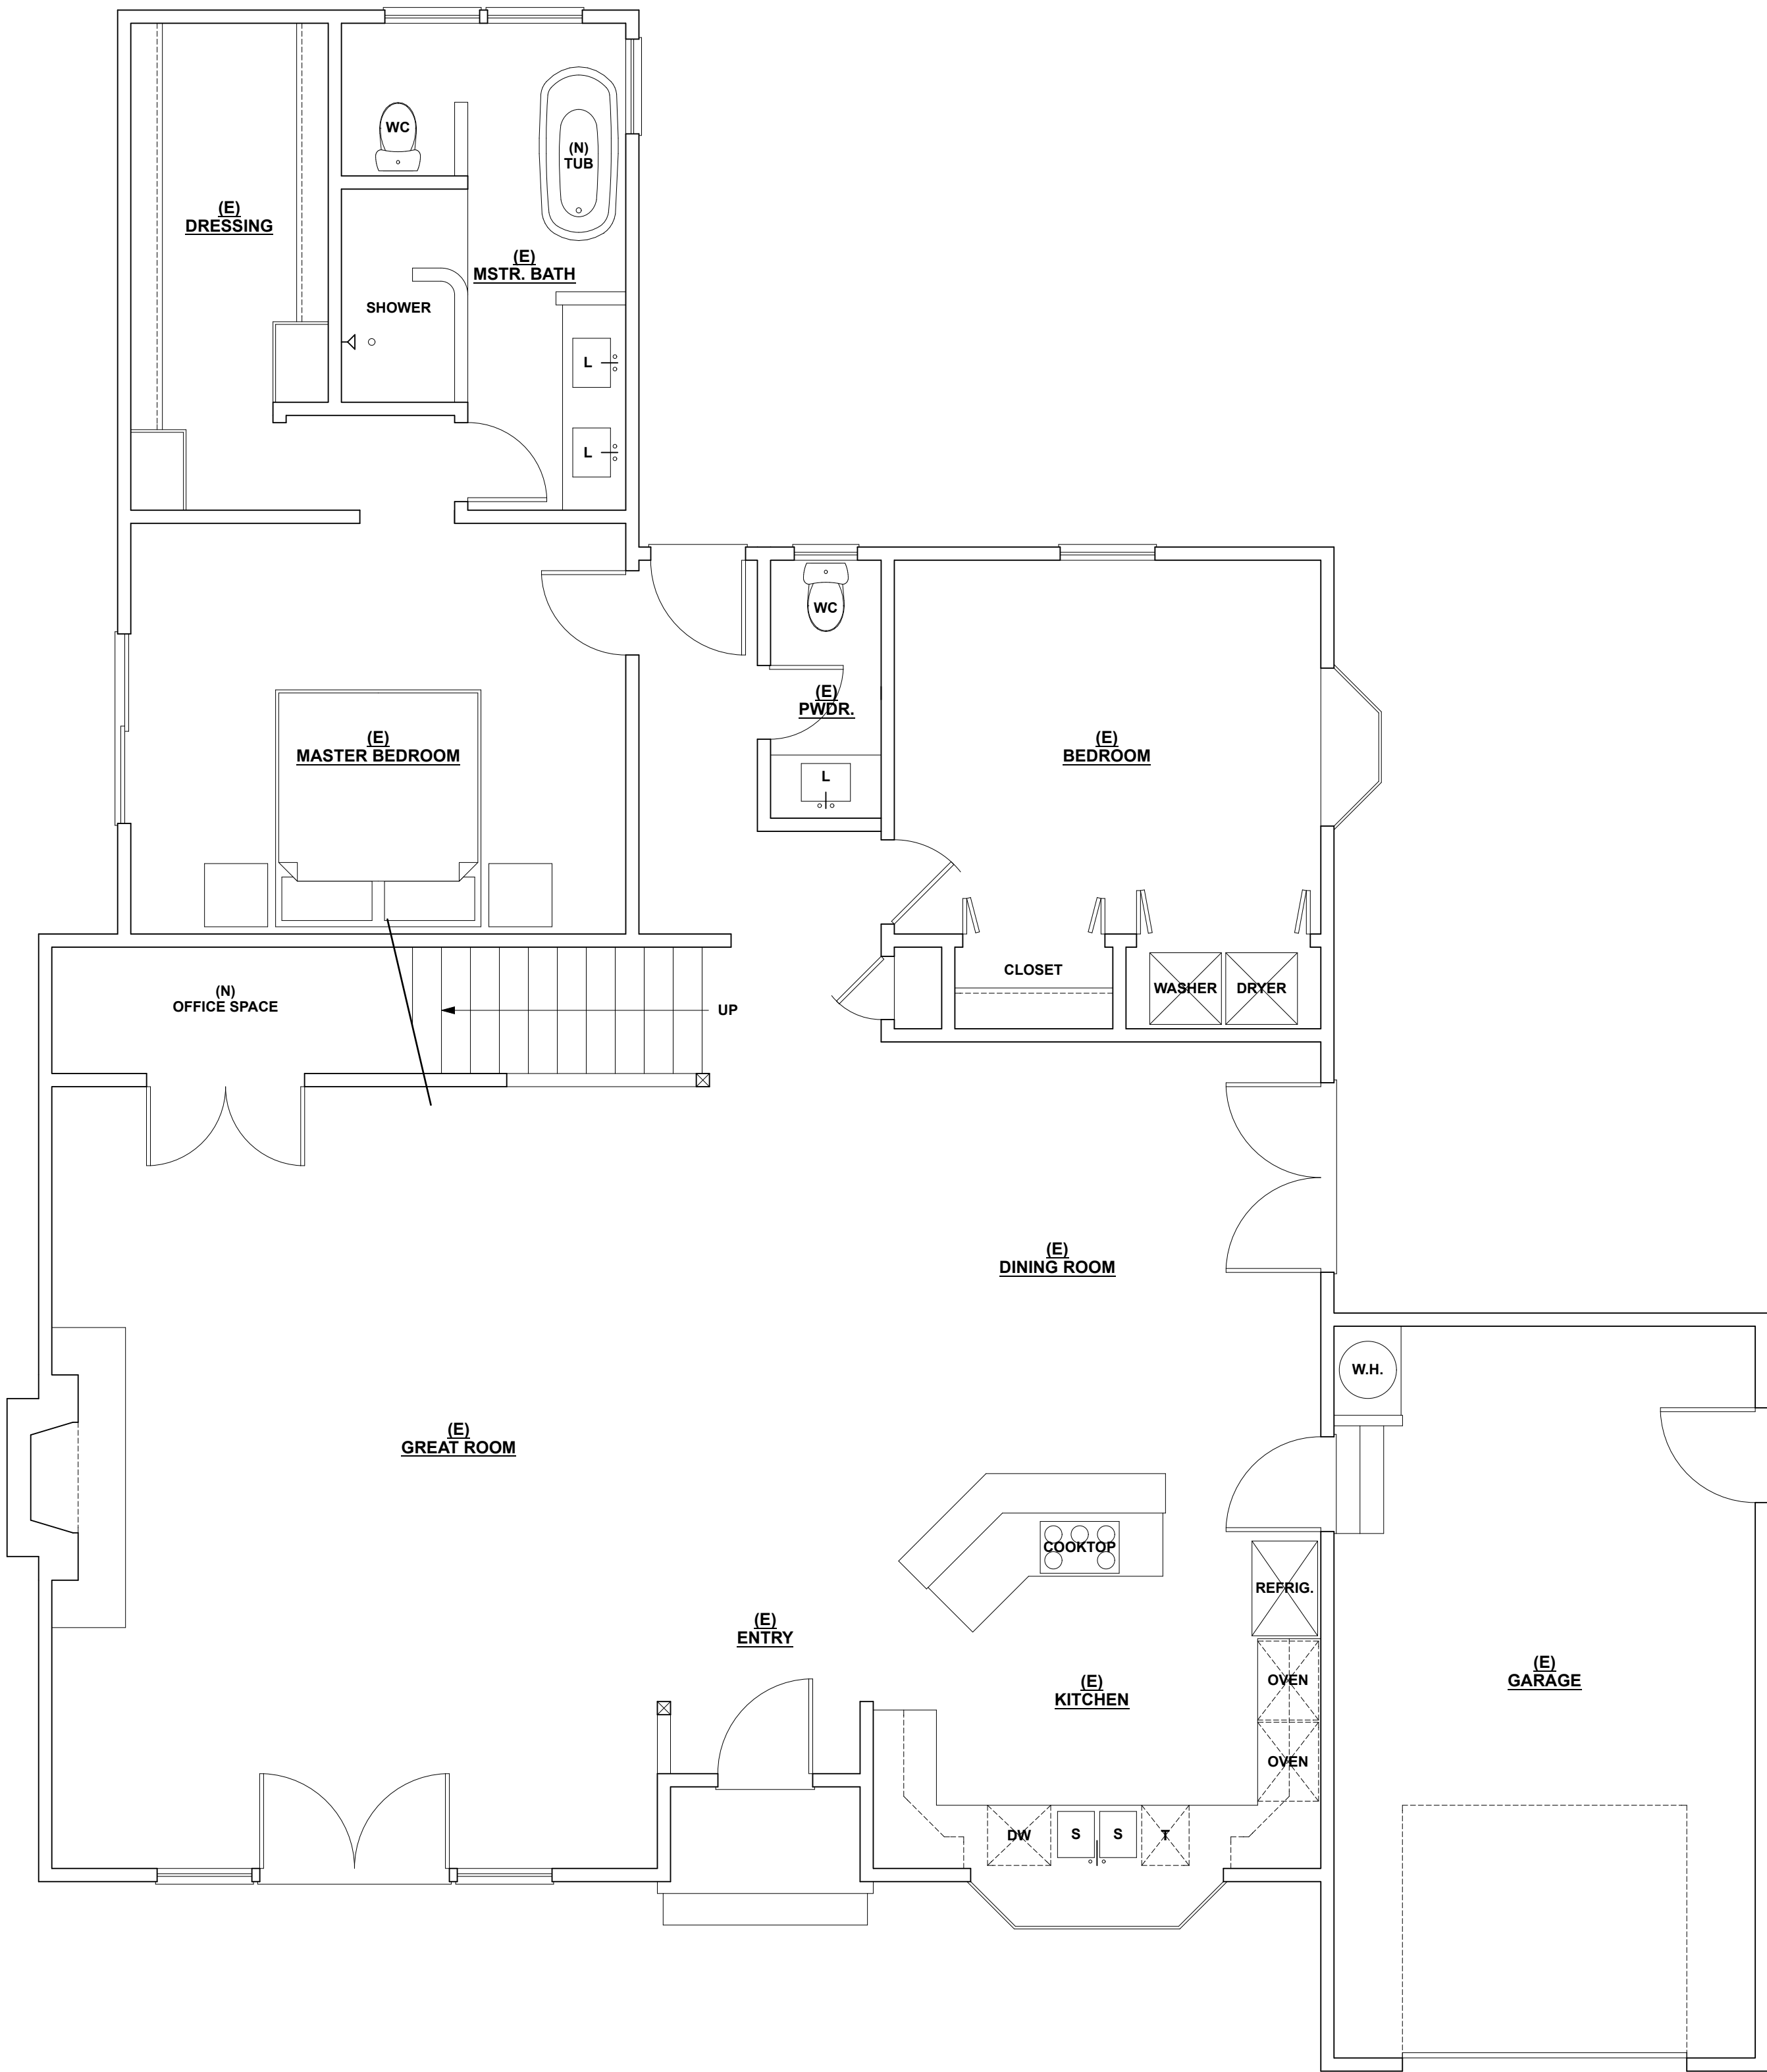 WC
(N)
TUB
(E)
DRESSING
(E)
MSTR. BATH
SHOWER
L
L
WC
(E)
PWDR.
L
(E)
MASTER BEDROOM
(E)
BEDROOM
CLOSET
WASHER
DRYER
(N)
OFFICE SPACE
UP
(E)
DINING ROOM
W.H.
(E)
GREAT ROOM
COOKTOP
REFRIG.
(E)
ENTRY
(E)
KITCHEN
OVEN
OVEN
(E)
GARAGE
DW
S
S
T